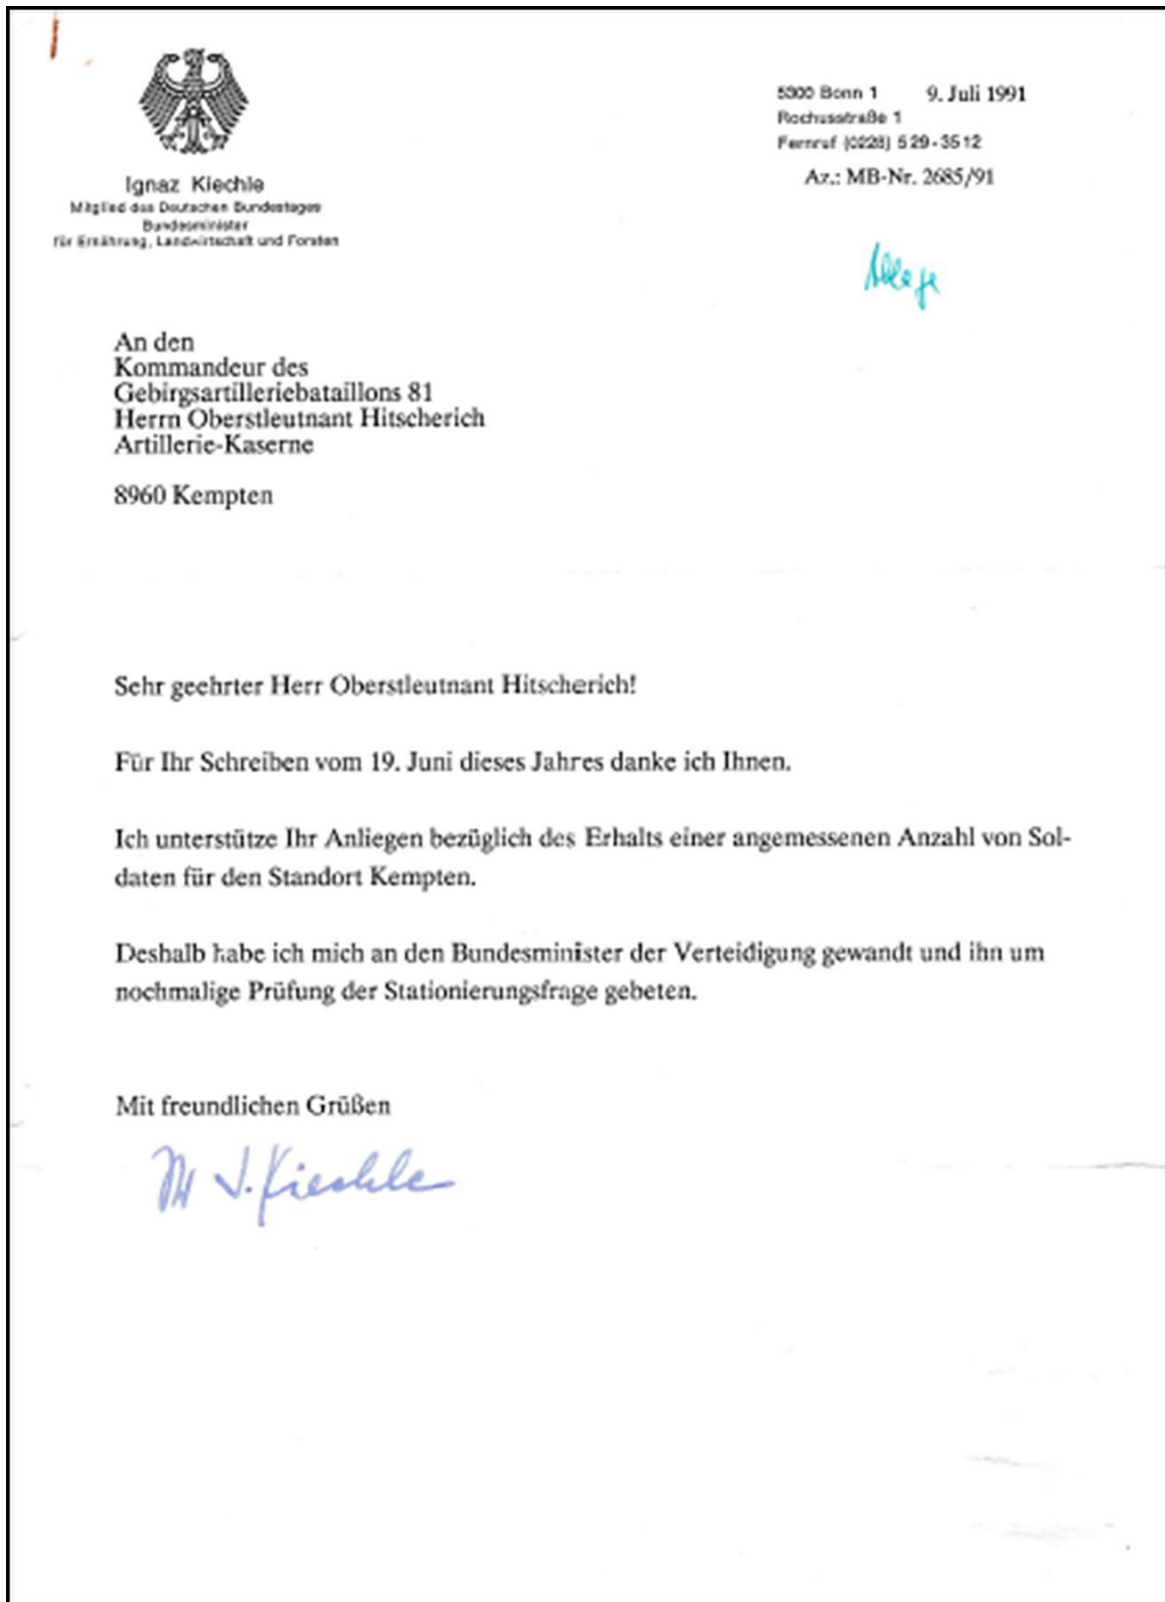 Ignaz Kiechle
Mitglied des Deutschen Bundestages
Bundesminister
für Ernährung, Landwirtschaft und Forsten
5300 Bonn 1 9. Juli 1991
Rochusstraße 1
Fernruf (0228) 529-3512
Az.: MB-Nr. 2685/91
An den
Kommandeur des
Gebirgsartilleriebataillons 81
Herrn Oberstleutnant Hitscherich
Artillerie-Kaserne
8960 Kempten
Sehr geehrter Herr Oberstleutnant Hitscherich!
Für Ihr Schreiben vom 19. Juni dieses Jahres danke ich Ihnen.
Ich unterstütze Ihr Anliegen bezüglich des Erhalts einer angemessenen Anzahl von Sol-
daten für den Standort Kempten.
Deshalb habe ich mich an den Bundesminister der Verteidigung gewandt und ihn um
nochmalige Prüfung der Stationierungsfrage gebeten.
Mit freundlichen Grüßen
J. Kiechle